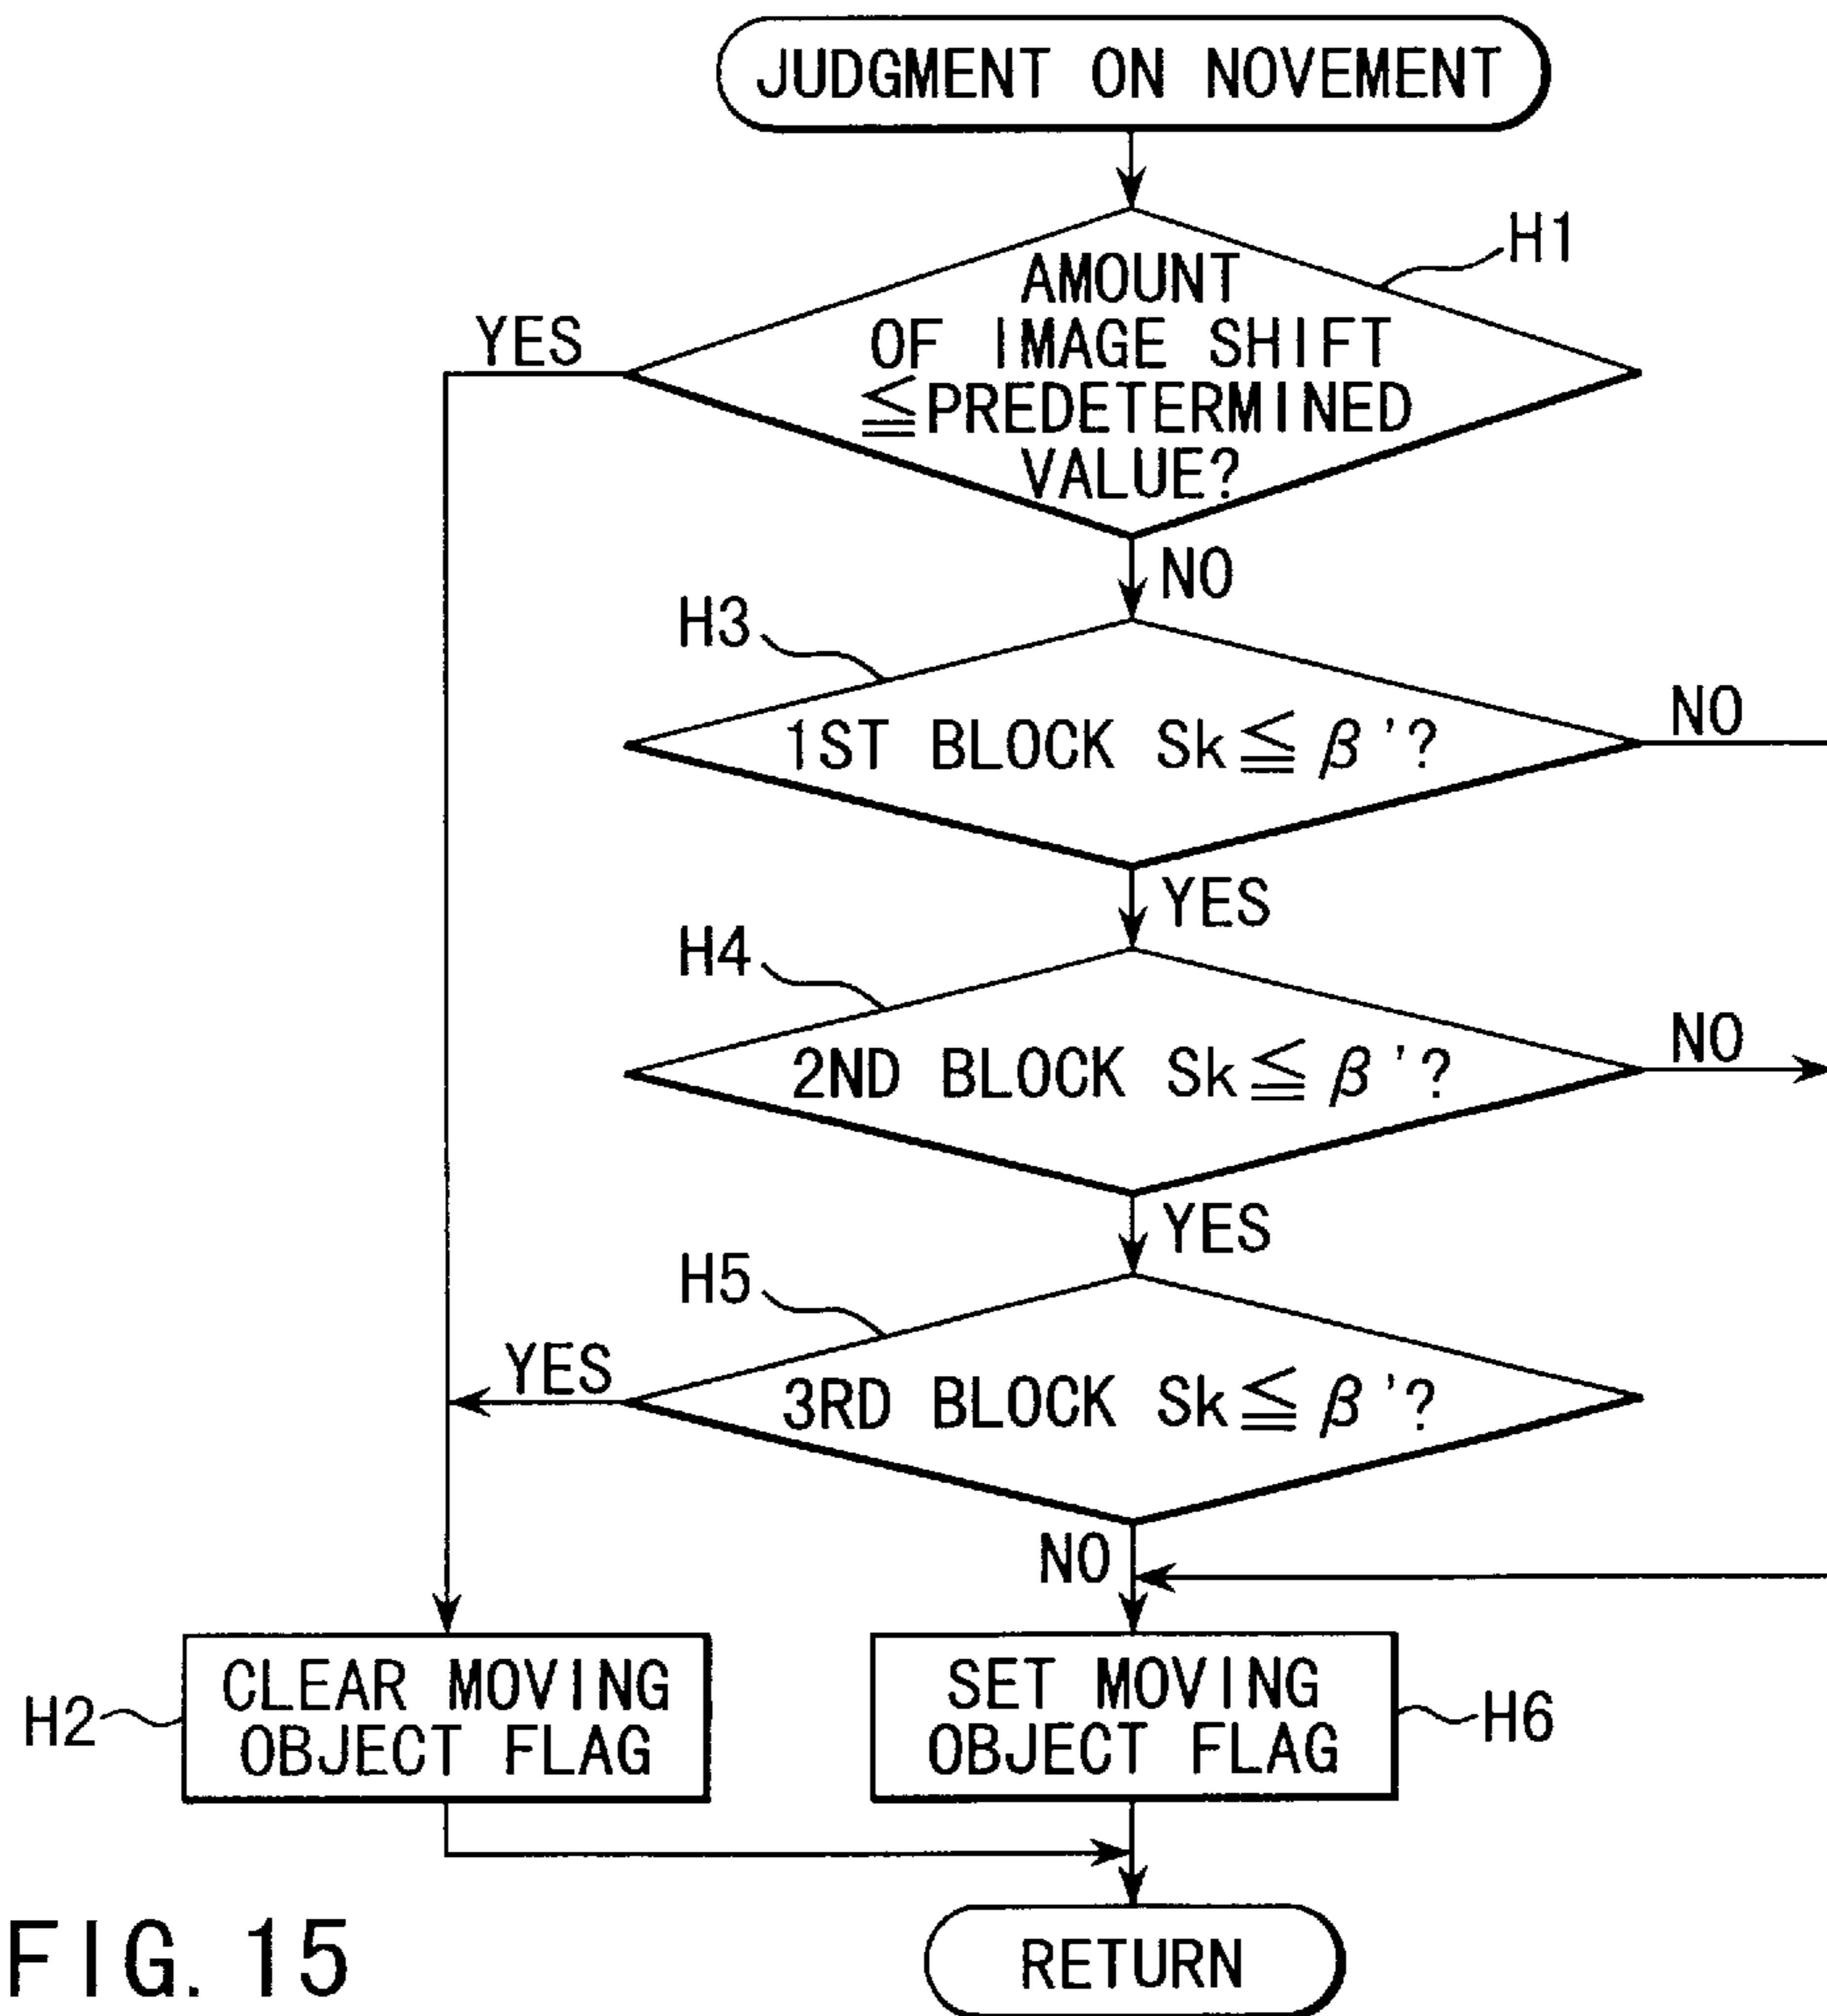 JUDGMENT ON NOVEMENT
H1
AMOUNT
OF IMAGE SHIFT
≦PREDETERMINED
VALUE?
YES
NO
H3
1ST BLOCK Sk≦β'?
NO
YES
H4
2ND BLOCK Sk≦β'?
NO
YES
H5
3RD BLOCK Sk≦β'?
YES
NO
H2
CLEAR MOVING
OBJECT FLAG
SET MOVING
OBJECT FLAG
H6
RETURN
FIG. 15